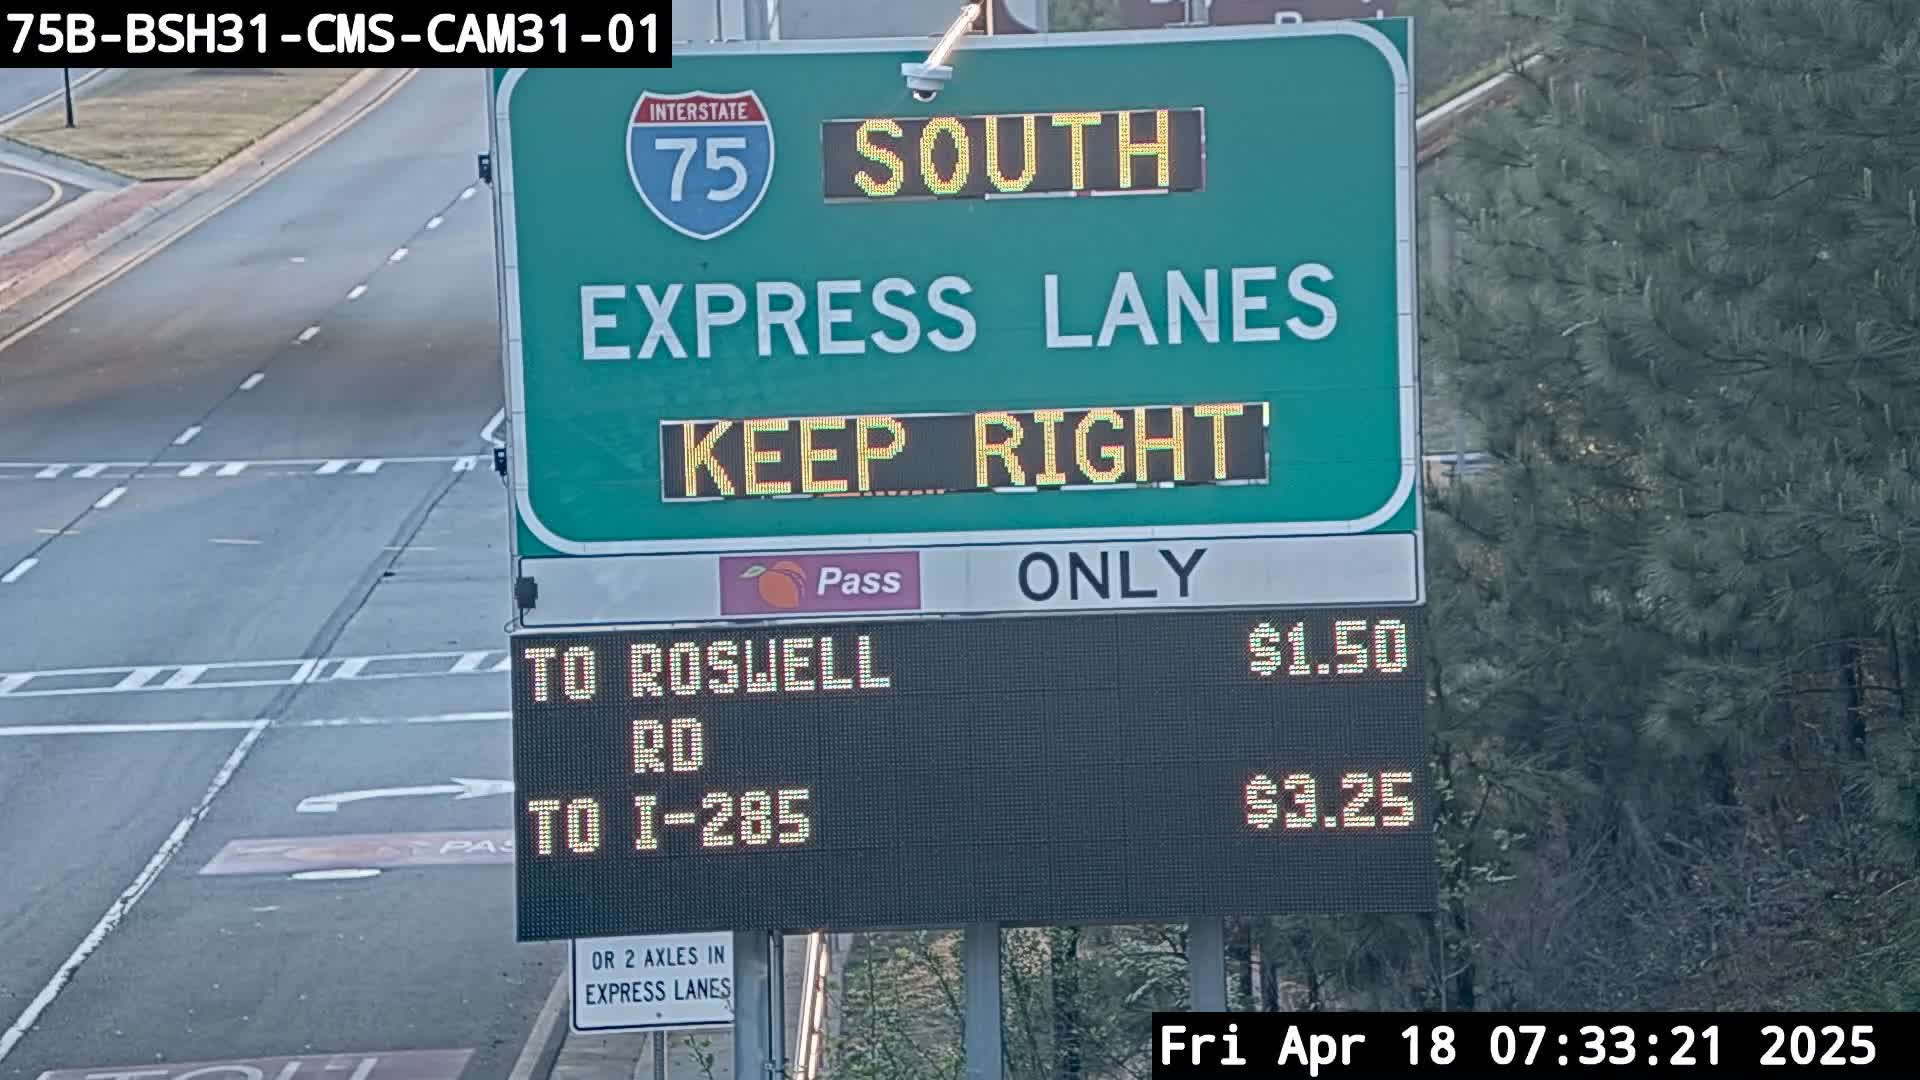 75B-BSH31-CMS-CAM31-01
INTERSTATE
75
SOUTH
EXPRESS LANES
KEEP RIGHT
Pass ONLY
TO ROSWELL $1.50
RD
TO I-285 $3.25
OR 2 AXLES IN
EXPRESS LANES
Fri Apr 18 07:33:21 2025